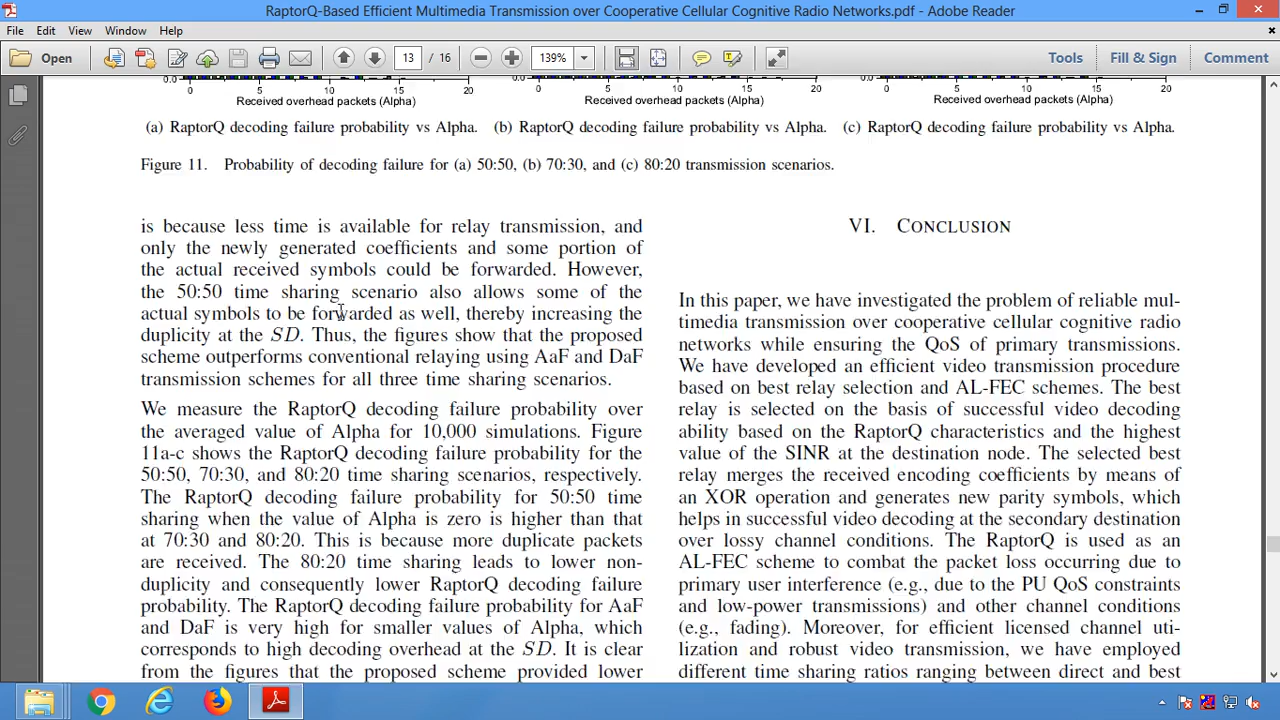 RaptorQ-Based Efficient Multimedia Transmission over Cooperative Cellular Cognitive Radio Networks.pdf - Adobe Reader
File Edit View Window Help
Open 13 / 16 139% Tools Fill & Sign Comment
0.0 0.0 0.0
0 5 10 15 20 0 5 10 15 20 0 5 10 15 20
Received overhead packets (Alpha) Received overhead packets (Alpha) Received overhead packets (Alpha)
(a) RaptorQ decoding failure probability vs Alpha. (b) RaptorQ decoding failure probability vs Alpha. (c) RaptorQ decoding failure probability vs Alpha.
Figure 11. Probability of decoding failure for (a) 50:50, (b) 70:30, and (c) 80:20 transmission scenarios.
is because less time is available for relay transmission, and
only the newly generated coefficients and some portion of
the actual received symbols could be forwarded. However,
the 50:50 time sharing scenario also allows some of the
actual symbols to be forwarded as well, thereby increasing the
duplicity at the SD. Thus, the figures show that the proposed
scheme outperforms conventional relaying using AaF and DaF
transmission schemes for all three time sharing scenarios.
We measure the RaptorQ decoding failure probability over
the averaged value of Alpha for 10,000 simulations. Figure
11a-c shows the RaptorQ decoding failure probability for the
50:50, 70:30, and 80:20 time sharing scenarios, respectively.
The RaptorQ decoding failure probability for 50:50 time
sharing when the value of Alpha is zero is higher than that
at 70:30 and 80:20. This is because more duplicate packets
are received. The 80:20 time sharing leads to lower non-
duplicity and consequently lower RaptorQ decoding failure
probability. The RaptorQ decoding failure probability for AaF
and DaF is very high for smaller values of Alpha, which
corresponds to high decoding overhead at the SD. It is clear
from the figures that the proposed scheme provided lower
VI. CONCLUSION
In this paper, we have investigated the problem of reliable mul-
timedia transmission over cooperative cellular cognitive radio
networks while ensuring the QoS of primary transmissions.
We have developed an efficient video transmission procedure
based on best relay selection and AL-FEC schemes. The best
relay is selected on the basis of successful video decoding
ability based on the RaptorQ characteristics and the highest
value of the SINR at the destination node. The selected best
relay merges the received encoding coefficients by means of
an XOR operation and generates new parity symbols, which
helps in successful video decoding at the secondary destination
over lossy channel conditions. The RaptorQ is used as an
AL-FEC scheme to combat the packet loss occurring due to
primary user interference (e.g., due to the PU QoS constraints
and low-power transmissions) and other channel conditions
(e.g., fading). Moreover, for efficient licensed channel uti-
lization and robust video transmission, we have employed
different time sharing ratios ranging between direct and best